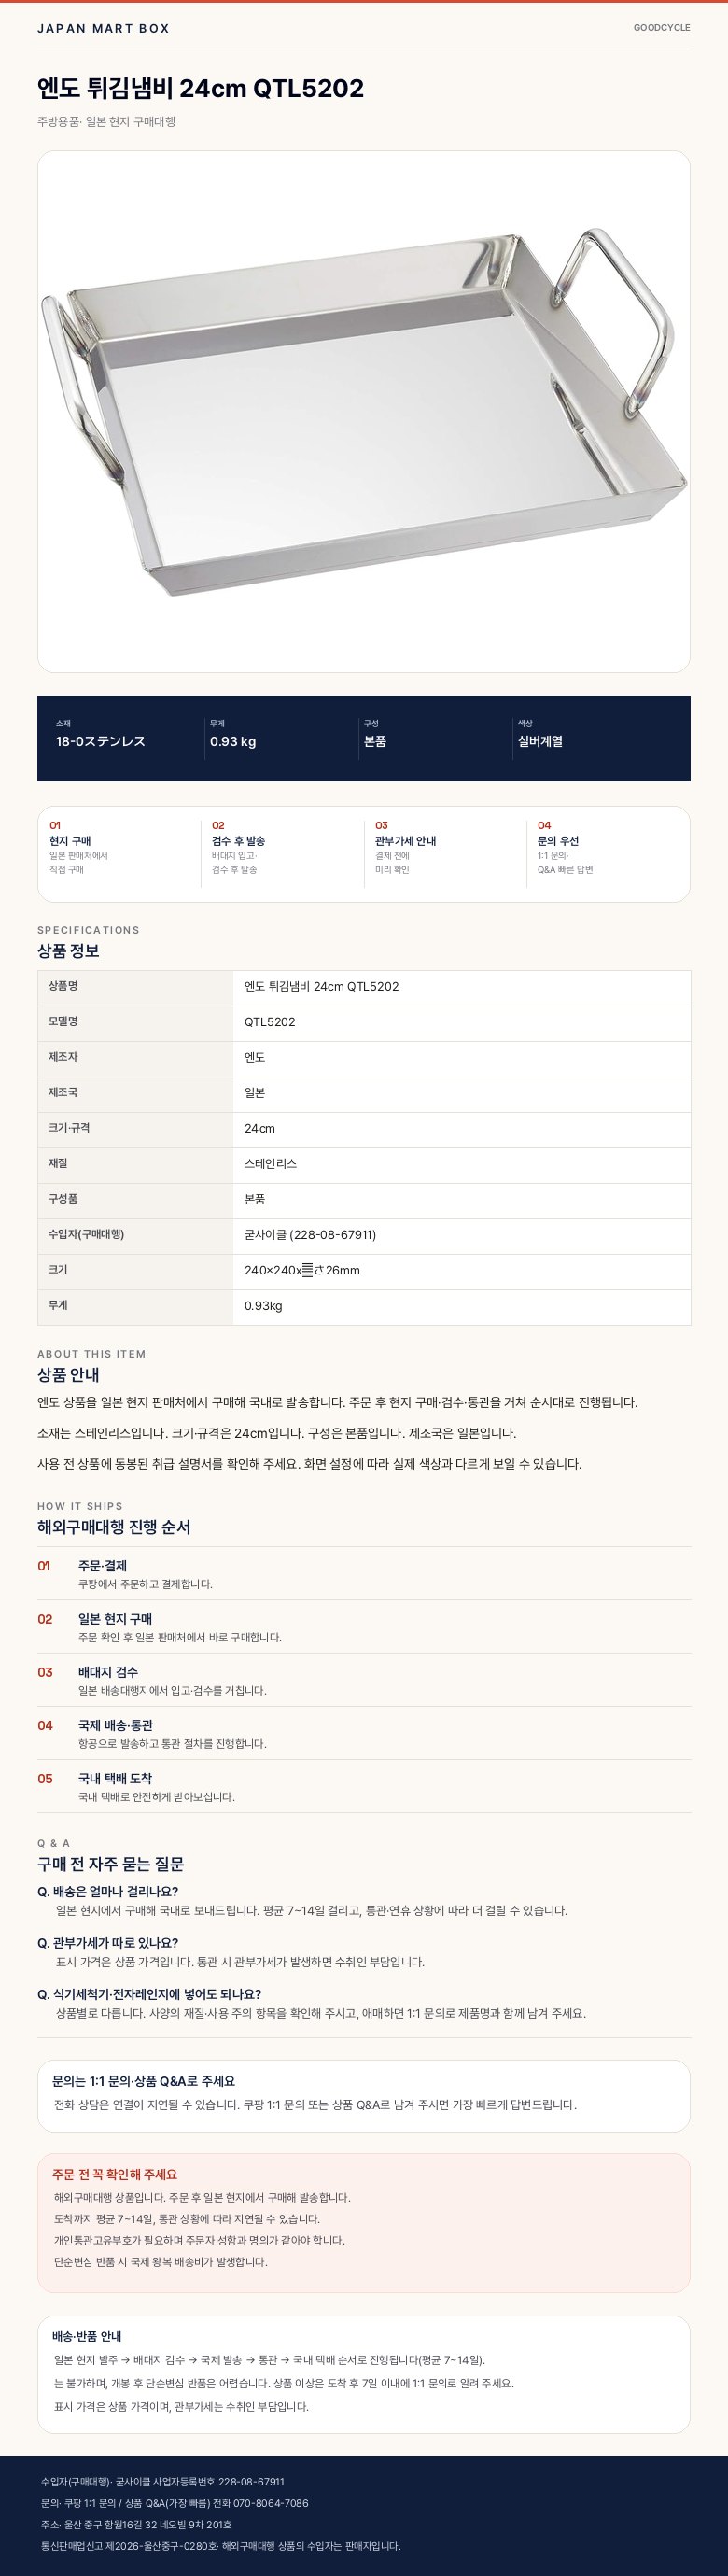 JAPAN MART BOX
GOODCYCLE
엔도 튀김냄비 24cm QTL5202
주방용품· 일본 현지 구매대행
소재
18-0ステンレス
무게
0.93 kg
구성
본품
색상
실버계열
01
현지 구매
일본 판매처에서
직접 구매
02
검수 후 발송
배대지 입고·
검수 후 발송
03
관부가세 안내
결제 전에
미리 확인
04
문의 우선
1:1 문의·
Q&A 빠른 답변
SPECIFICATIONS
상품 정보
상품명 엔도 튀김냄비 24cm QTL5202
모델명 QTL5202
제조자 엔도
제조국 일본
크기·규격 24cm
재질 스테인리스
구성품 본품
수입자(구매대행) 굳사이클 (228-08-67911)
크기 240×240x▒さ26mm
무게 0.93kg
ABOUT THIS ITEM
상품 안내
엔도 상품을 일본 현지 판매처에서 구매해 국내로 발송합니다. 주문 후 현지 구매·검수·통관을 거쳐 순서대로 진행됩니다.
소재는 스테인리스입니다. 크기·규격은 24cm입니다. 구성은 본품입니다. 제조국은 일본입니다.
사용 전 상품에 동봉된 취급 설명서를 확인해 주세요. 화면 설정에 따라 실제 색상과 다르게 보일 수 있습니다.
HOW IT SHIPS
해외구매대행 진행 순서
01 주문·결제
쿠팡에서 주문하고 결제합니다.
02 일본 현지 구매
주문 확인 후 일본 판매처에서 바로 구매합니다.
03 배대지 검수
일본 배송대행지에서 입고·검수를 거칩니다.
04 국제 배송·통관
항공으로 발송하고 통관 절차를 진행합니다.
05 국내 택배 도착
국내 택배로 안전하게 받아보십니다.
Q & A
구매 전 자주 묻는 질문
Q. 배송은 얼마나 걸리나요?
일본 현지에서 구매해 국내로 보내드립니다. 평균 7~14일 걸리고, 통관·연휴 상황에 따라 더 걸릴 수 있습니다.
Q. 관부가세가 따로 있나요?
표시 가격은 상품 가격입니다. 통관 시 관부가세가 발생하면 수취인 부담입니다.
Q. 식기세척기·전자레인지에 넣어도 되나요?
상품별로 다릅니다. 사양의 재질·사용 주의 항목을 확인해 주시고, 애매하면 1:1 문의로 제품명과 함께 남겨 주세요.
문의는 1:1 문의·상품 Q&A로 주세요
전화 상담은 연결이 지연될 수 있습니다. 쿠팡 1:1 문의 또는 상품 Q&A로 남겨 주시면 가장 빠르게 답변드립니다.
주문 전 꼭 확인해 주세요
해외구매대행 상품입니다. 주문 후 일본 현지에서 구매해 발송합니다.
도착까지 평균 7~14일, 통관 상황에 따라 지연될 수 있습니다.
개인통관고유부호가 필요하며 주문자 성함과 명의가 같아야 합니다.
단순변심 반품 시 국제 왕복 배송비가 발생합니다.
배송·반품 안내
일본 현지 발주 → 배대지 검수 → 국제 발송 → 통관 → 국내 택배 순서로 진행됩니다(평균 7~14일).
는 불가하며, 개봉 후 단순변심 반품은 어렵습니다. 상품 이상은 도착 후 7일 이내에 1:1 문의로 알려 주세요.
표시 가격은 상품 가격이며, 관부가세는 수취인 부담입니다.
수입자(구매대행)· 굳사이클 사업자등록번호 228-08-67911
문의· 쿠팡 1:1 문의 / 상품 Q&A(가장 빠름) 전화 070-8064-7086
주소· 울산 중구 함월16길 32 네오빌 9차 201호
통신판매업신고 제2026-울산중구-0280호· 해외구매대행 상품의 수입자는 판매자입니다.